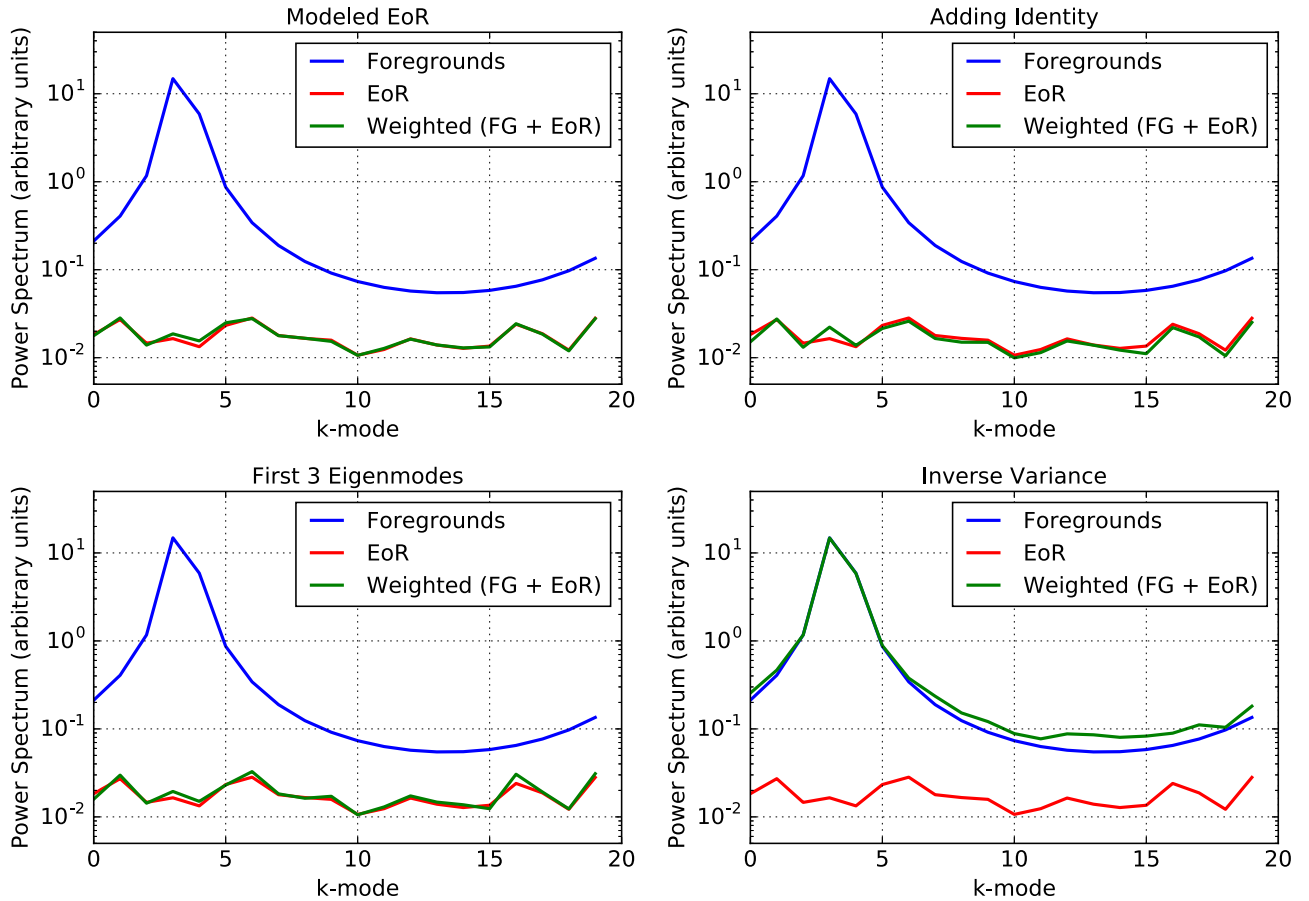 Modeled EoR
Power Spectrum (arbitrary units)
10^1
10^0
10^-1
10^-2
Foregrounds
EoR
Weighted (FG + EoR)
0 5 10 15 20
k-mode
Adding Identity
Power Spectrum (arbitrary units)
10^1
10^0
10^-1
10^-2
Foregrounds
EoR
Weighted (FG + EoR)
0 5 10 15 20
k-mode
First 3 Eigenmodes
Power Spectrum (arbitrary units)
10^1
10^0
10^-1
10^-2
Foregrounds
EoR
Weighted (FG + EoR)
0 5 10 15 20
k-mode
Inverse Variance
Power Spectrum (arbitrary units)
10^1
10^0
10^-1
10^-2
Foregrounds
EoR
Weighted (FG + EoR)
0 5 10 15 20
k-mode